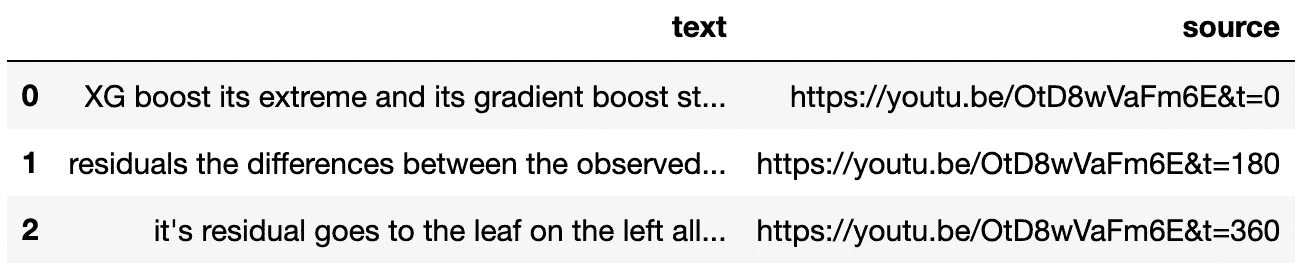 text source
0 XG boost its extreme and its gradient boost st... https://youtu.be/OtD8wVaFm6E&t=0
1 residuals the differences between the observed... https://youtu.be/OtD8wVaFm6E&t=180
2 it's residual goes to the leaf on the left all... https://youtu.be/OtD8wVaFm6E&t=360